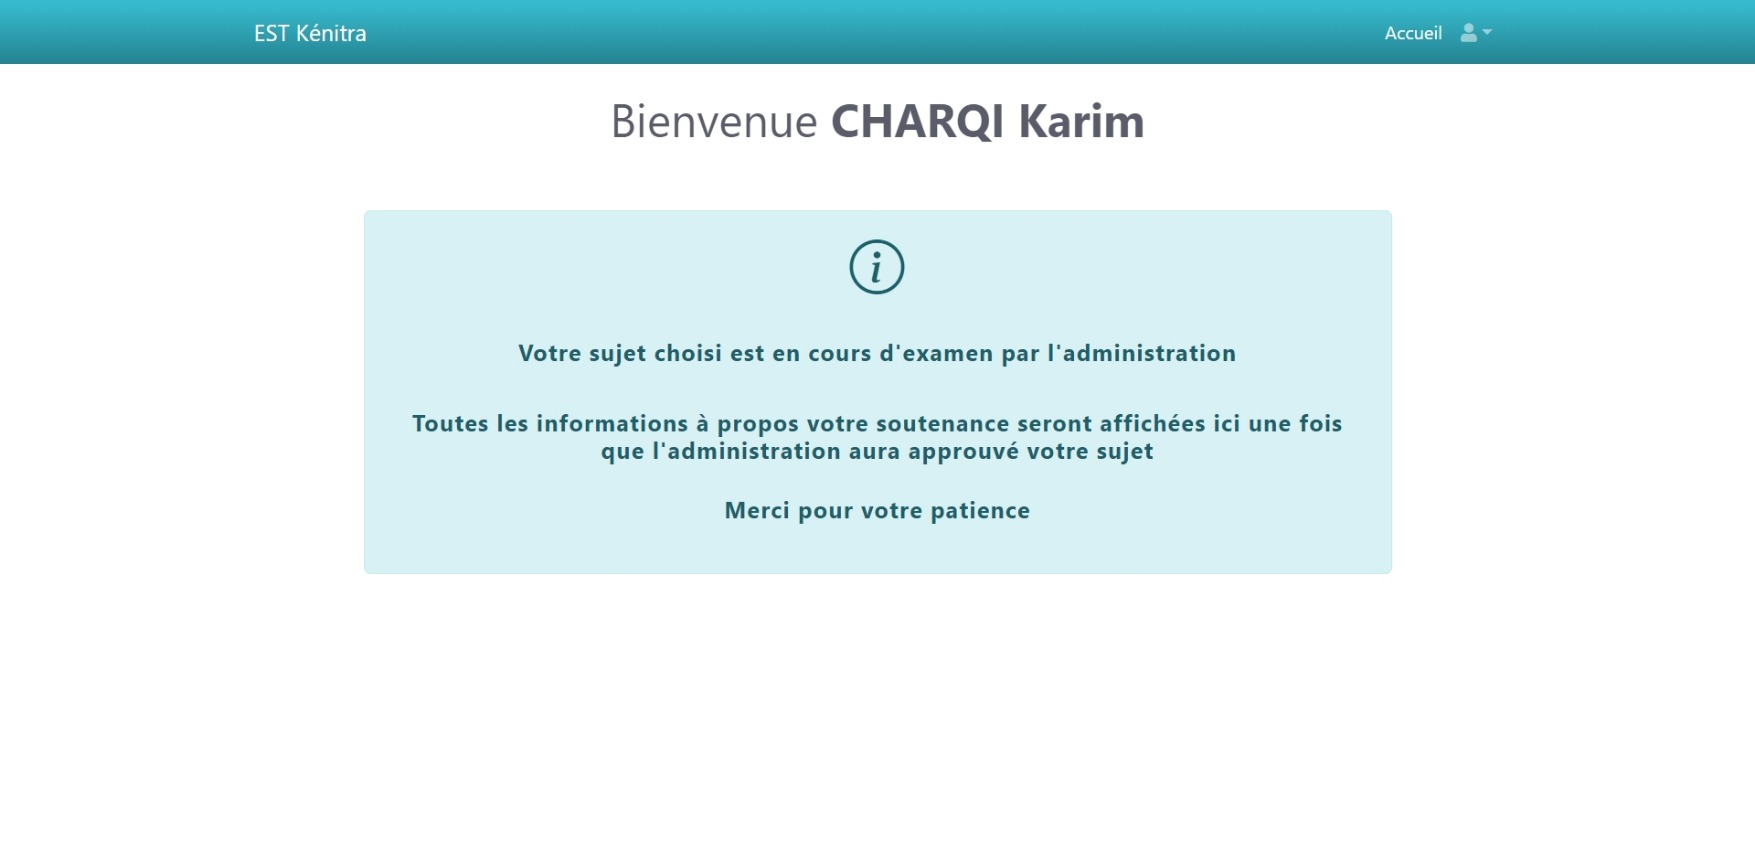 EST Kénitra
Accueil
Bienvenue CHARQI Karim
Votre sujet choisi est en cours d'examen par l'administration
Toutes les informations à propos votre soutenance seront affichées ici une fois
que l'administration aura approuvé votre sujet
Merci pour votre patience